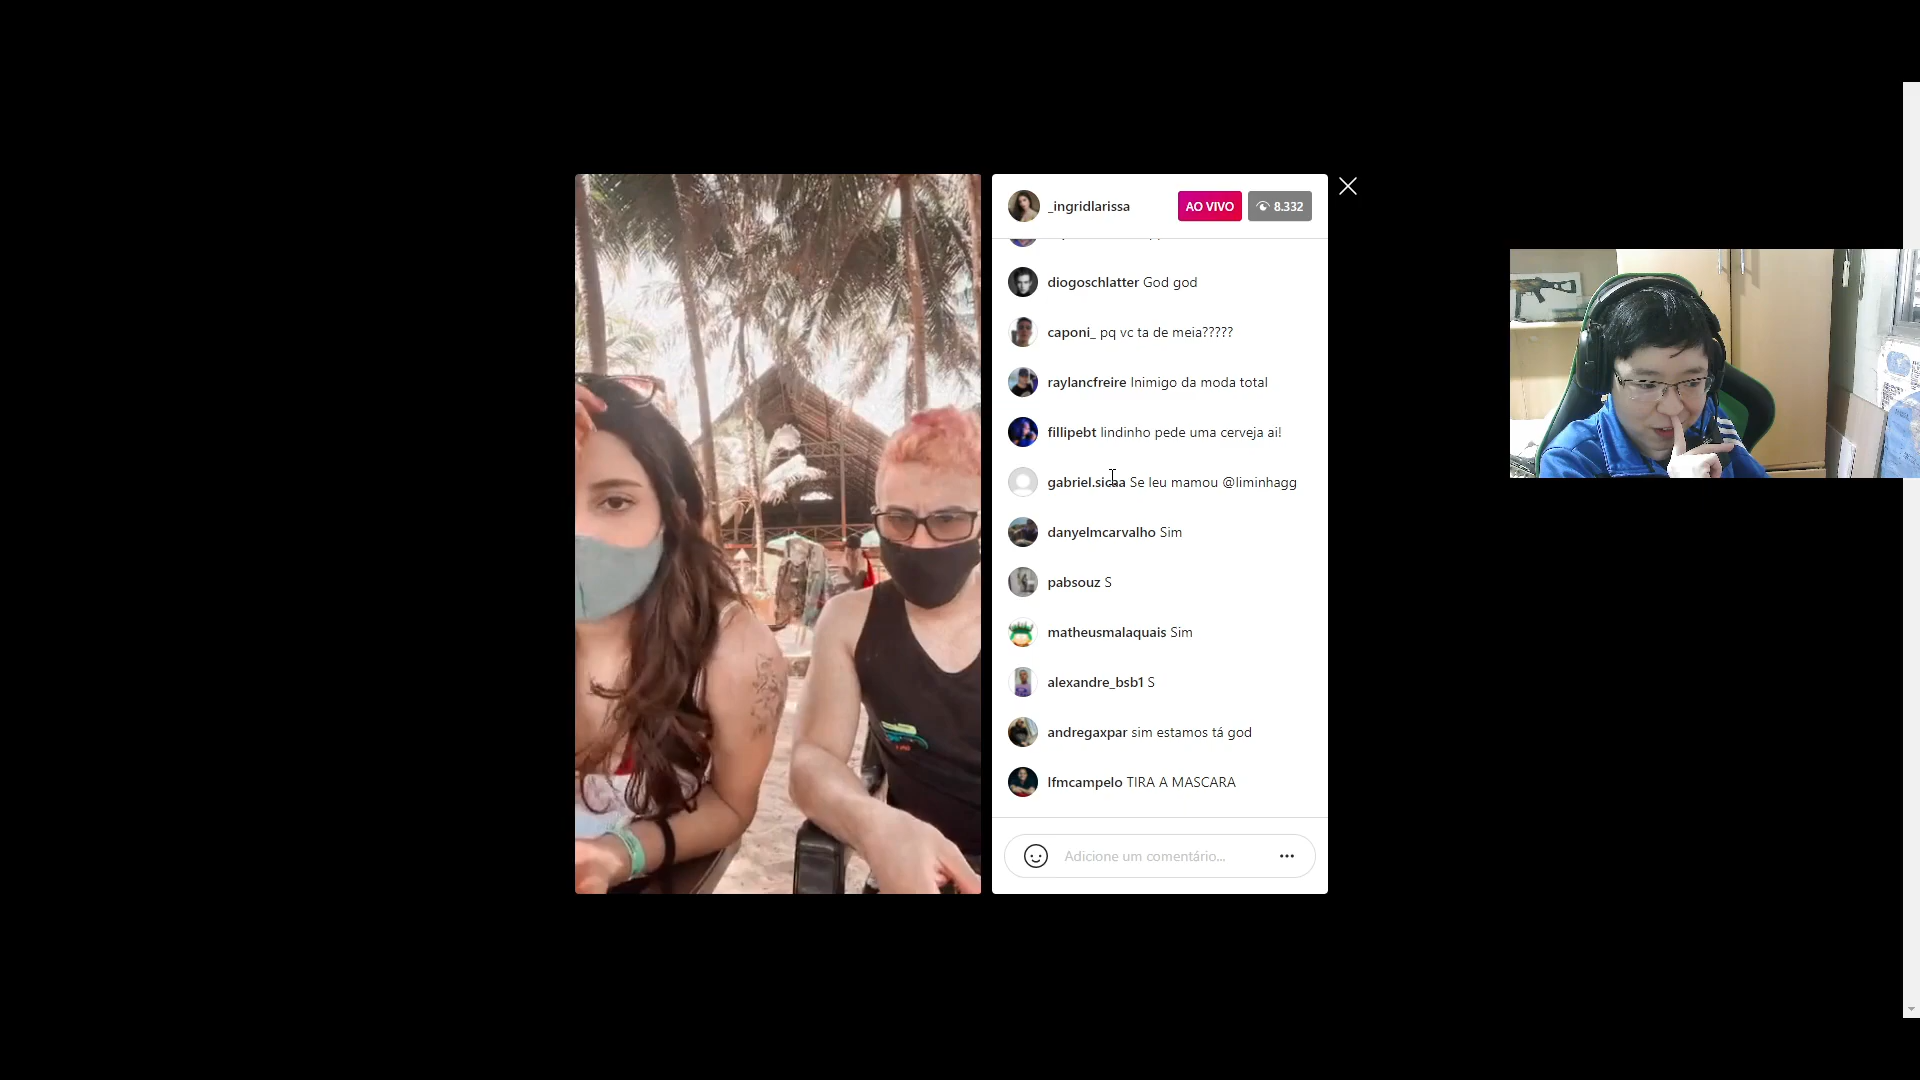 _ingridlarissa AO VIVO 8.332
diogoschlatter God god
caponi_ pq vc ta de meia?????
raylancfreire Inimigo da moda total
fillipebt lindinho pede uma cerveja ai!
gabriel.sicaa Se leu mamou @liminhagg
danyelmcarvalho Sim
pabsouz S
matheusmalaquais Sim
alexandre_bsb1 S
andregaxpar sim estamos tá god
lfmcampelo TIRA A MASCARA
Adicione um comentário...